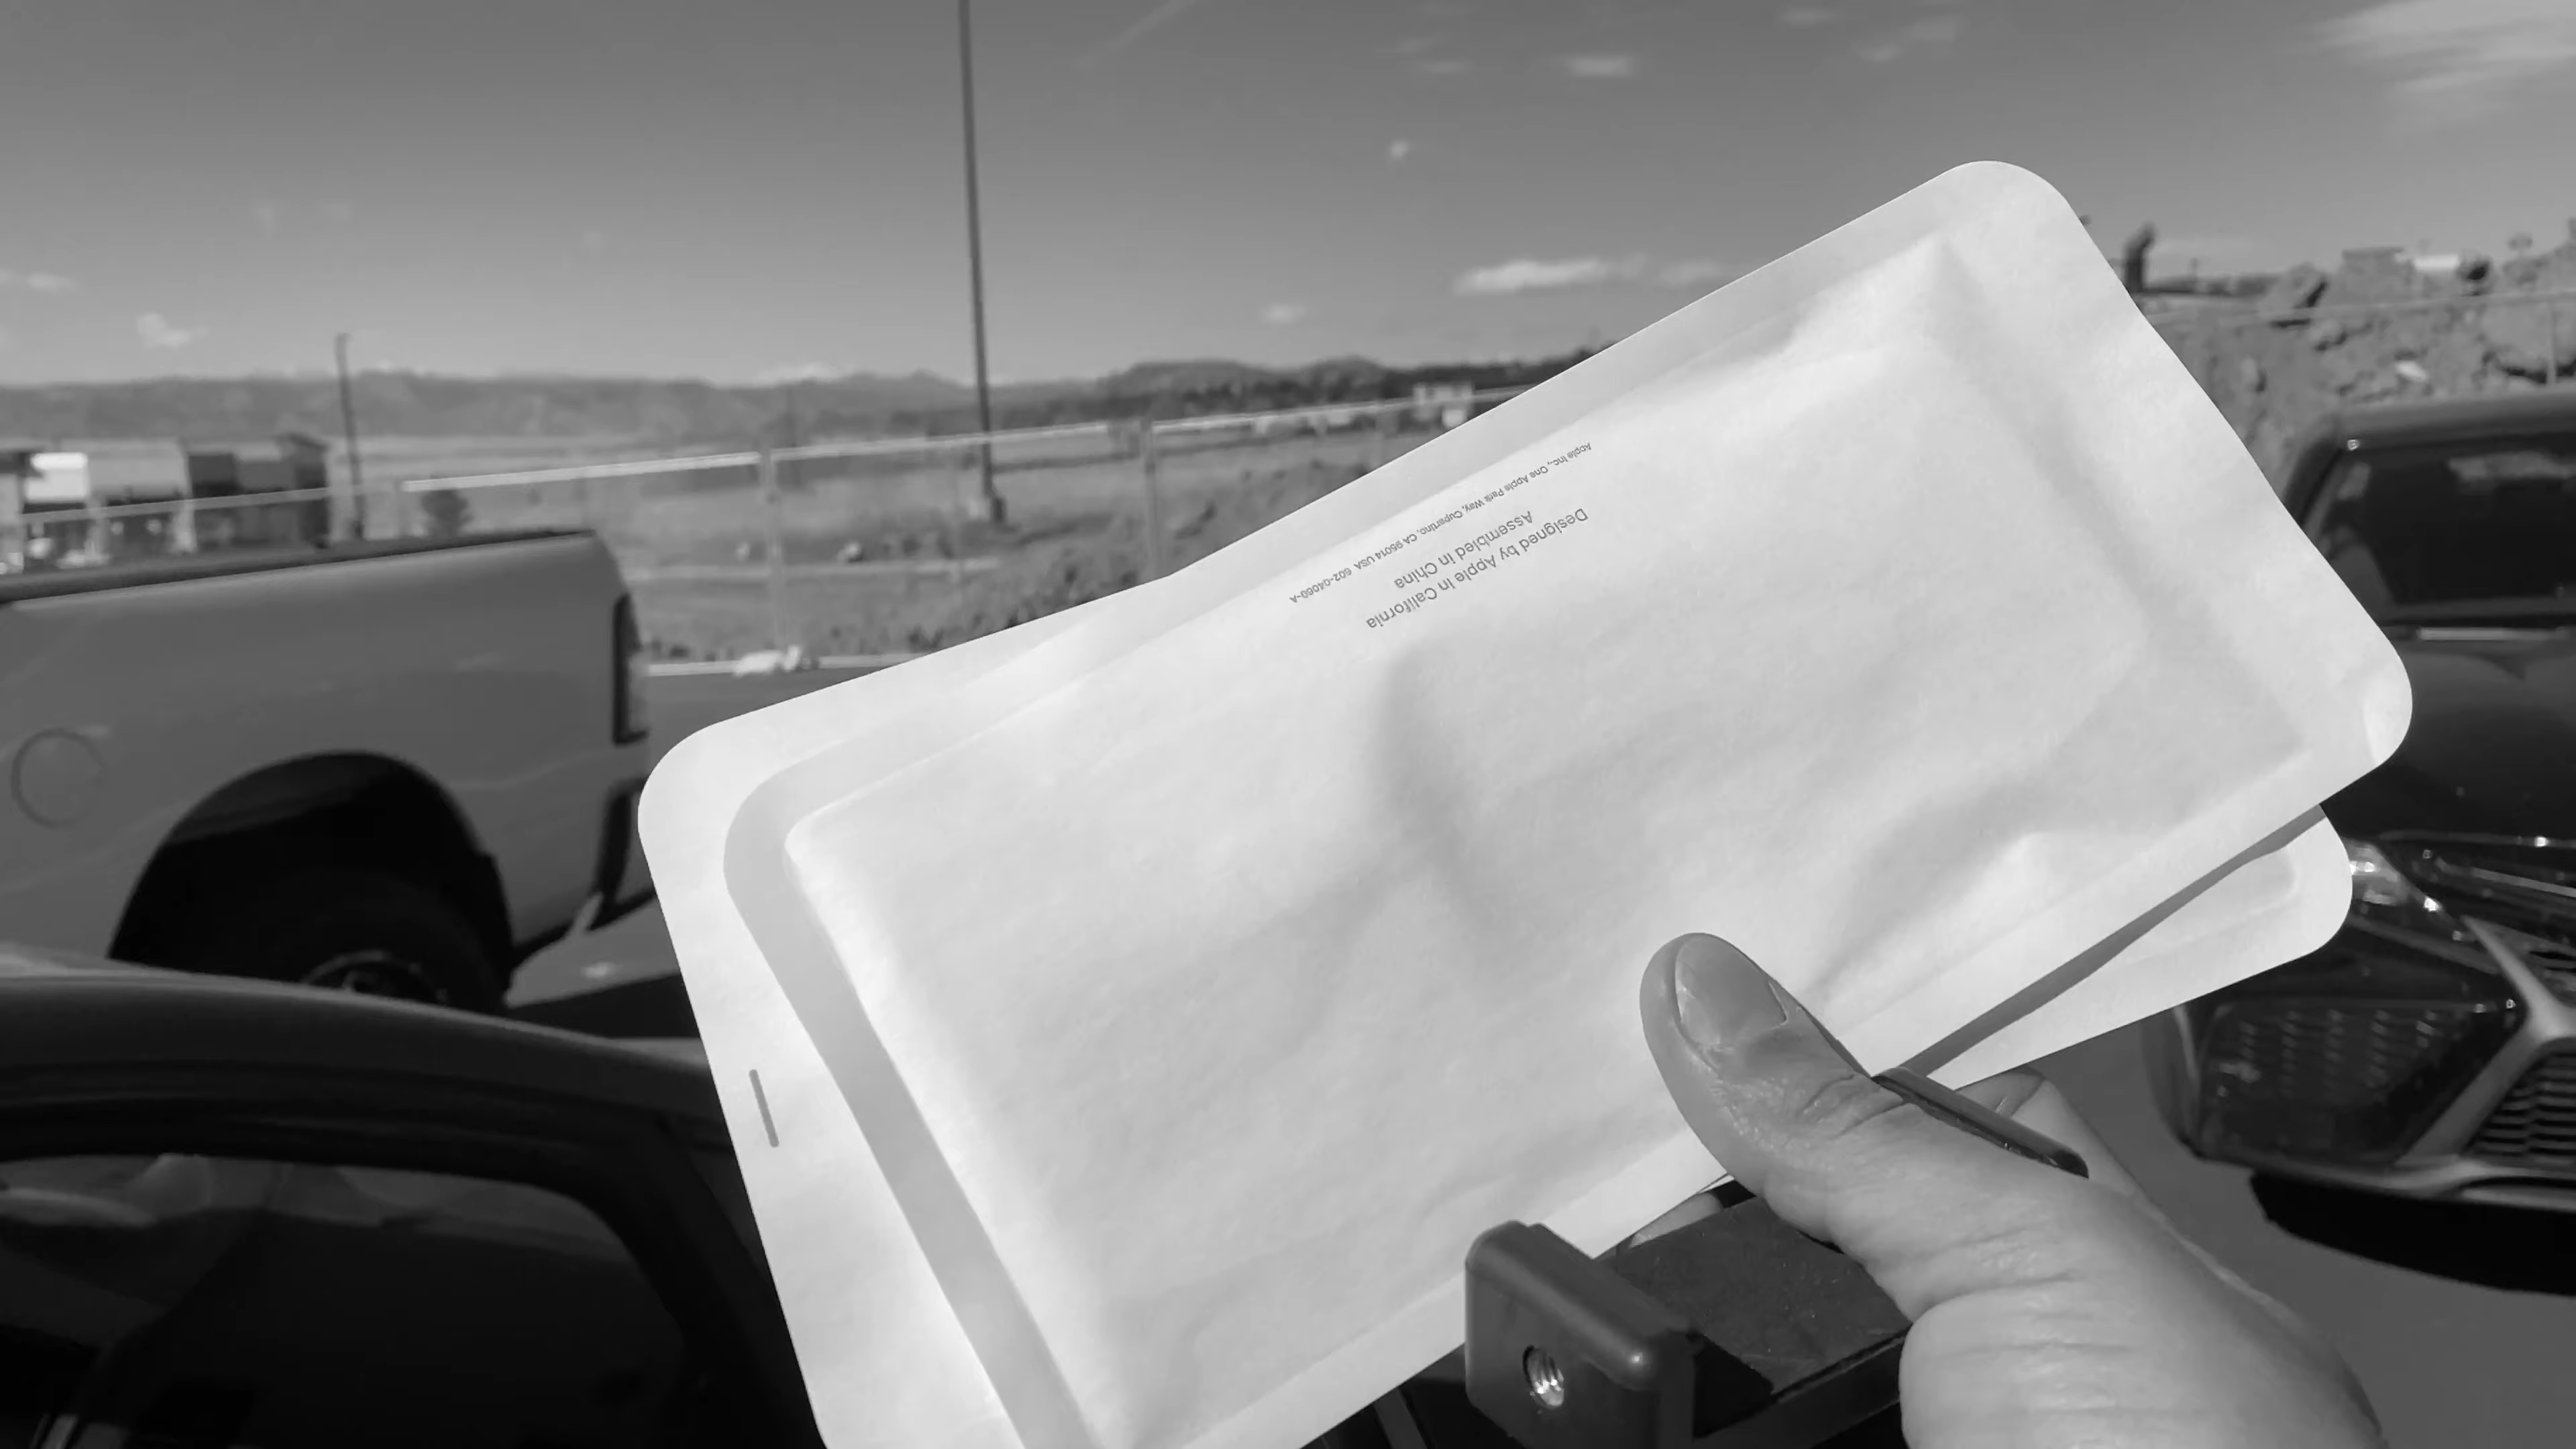 Designed by Apple in California
Assembled in China
Apple Inc., One Apple Park Way, Cupertino, CA 95014 USA 602-04060-A